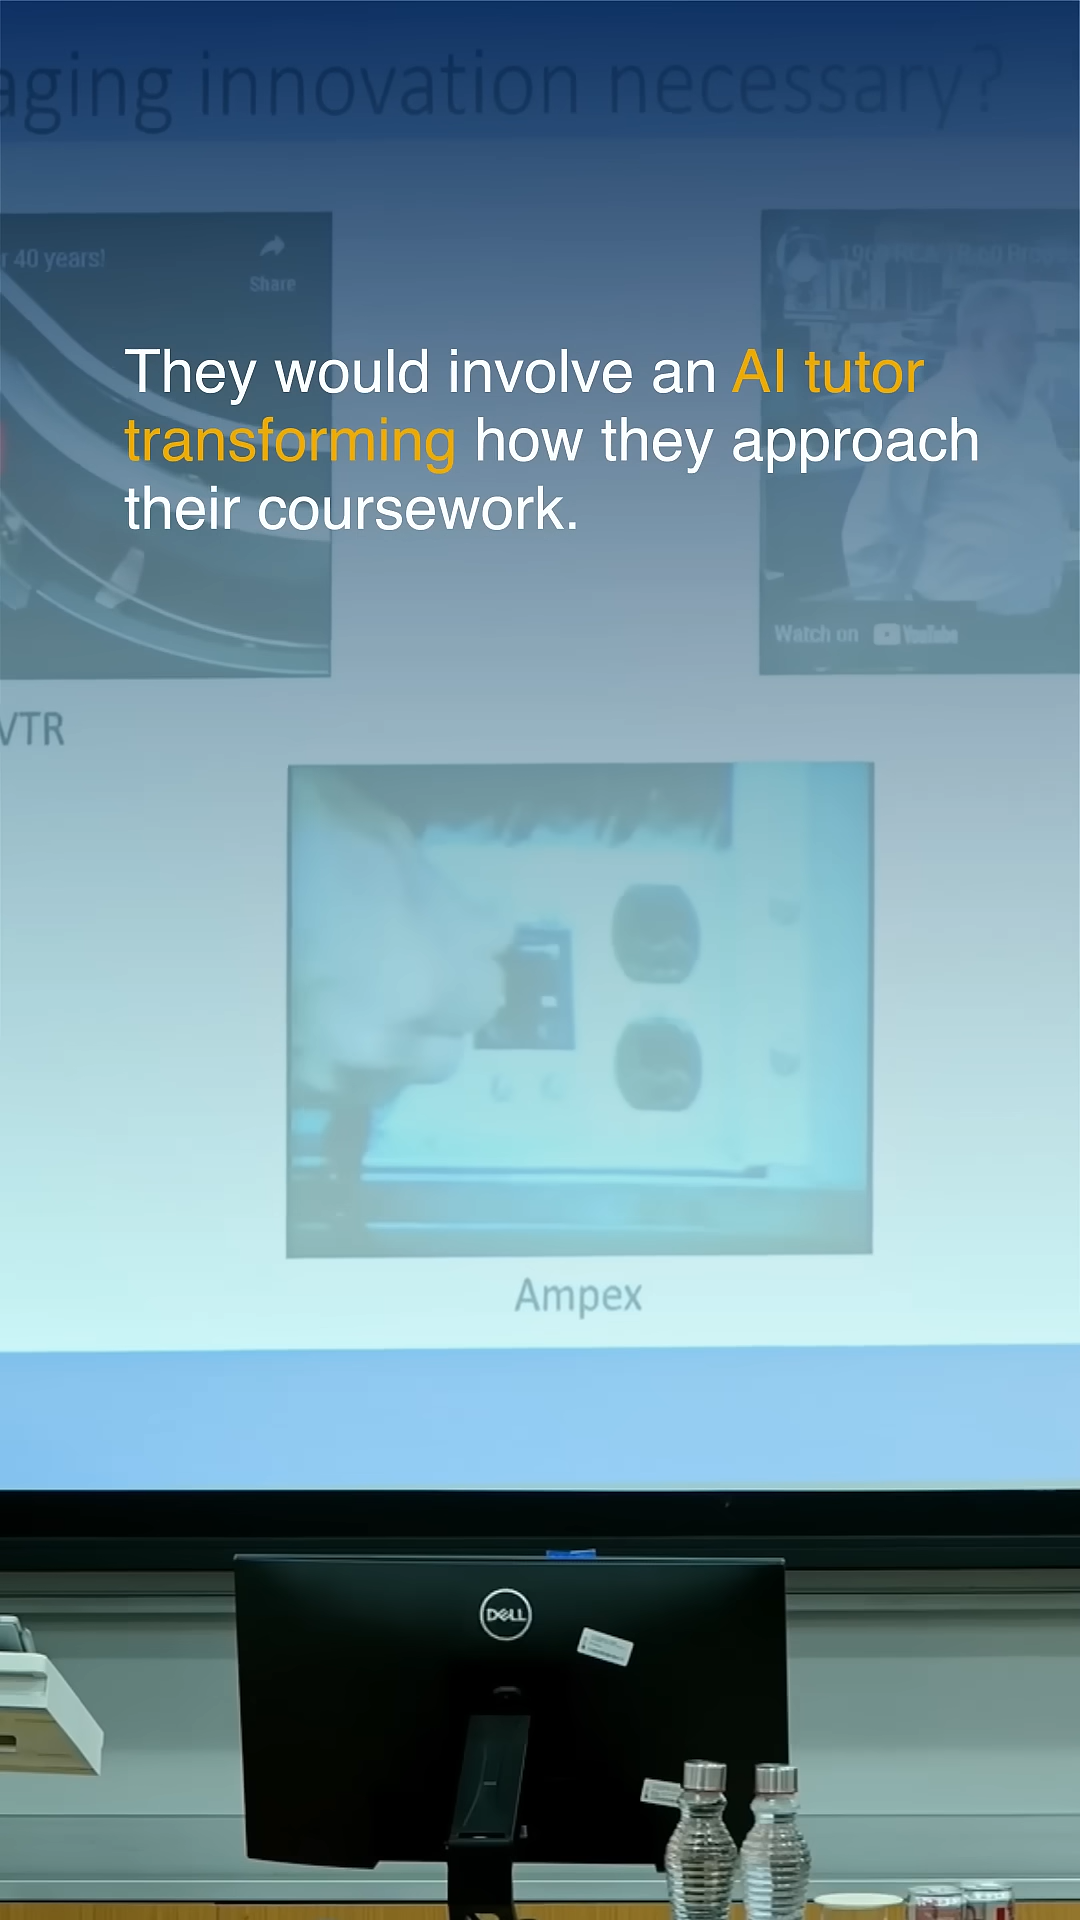 aging innovation necessary?
r 40 years!
Share
They would involve an AI tutor
transforming how they approach
their coursework.
Watch on YouTube
VTR
Ampex
DELL